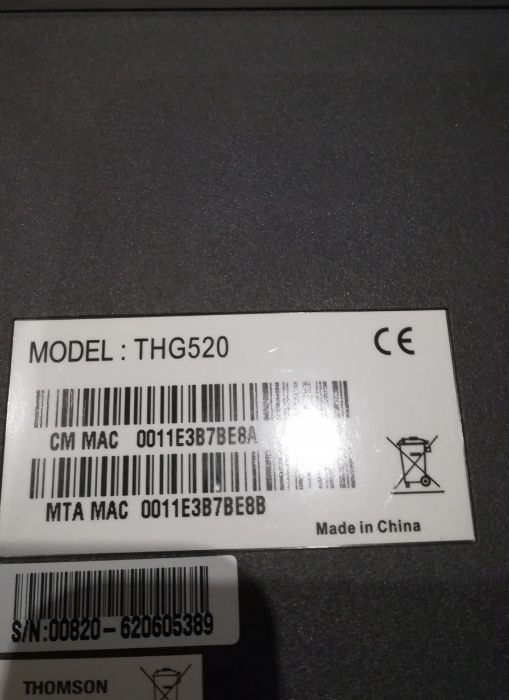 MODEL : THG520
CE
CM MAC 0011E3B7BE8A
MTA MAC 0011E3B7BE8B
Made in China
S/N:00820-620605389
THOMSON